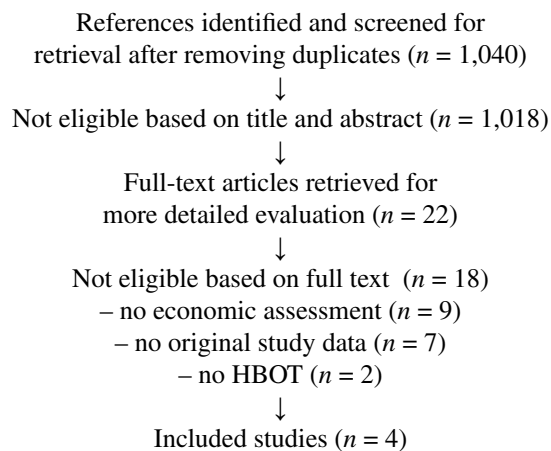 References identified and screened for
retrieval after removing duplicates (n = 1,040)
↓
Not eligible based on title and abstract (n = 1,018)
↓
Full-text articles retrieved for
more detailed evaluation (n = 22)
↓
Not eligible based on full text (n = 18)
– no economic assessment (n = 9)
– no original study data (n = 7)
– no HBOT (n = 2)
↓
Included studies (n = 4)